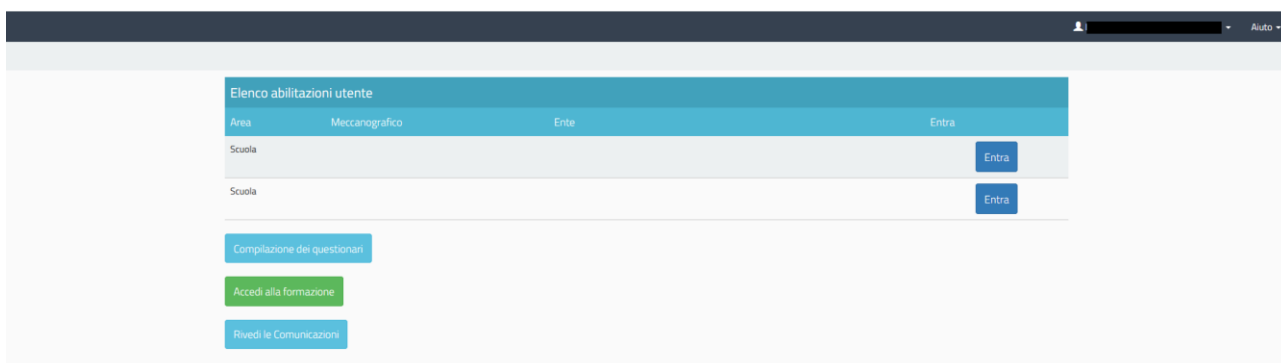 Aiuto
Elenco abilitazioni utente
Area Meccanografico Ente Entra
Scuola Entra
Scuola Entra
Compilazione dei questionari
Accedi alla formazione
Rivedi le Comunicazioni